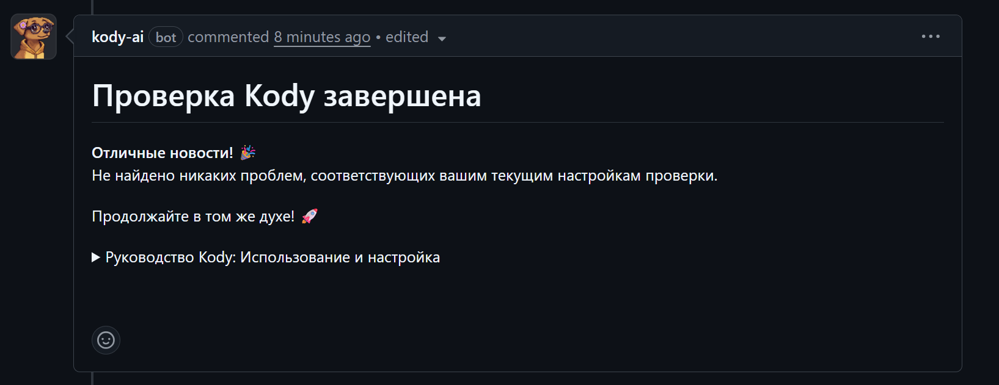 kody-ai bot commented 8 minutes ago • edited
Проверка Kody завершена
Отличные новости! 🎉
Не найдено никаких проблем, соответствующих вашим текущим настройкам проверки.
Продолжайте в том же духе! 🚀
Руководство Kody: Использование и настройка